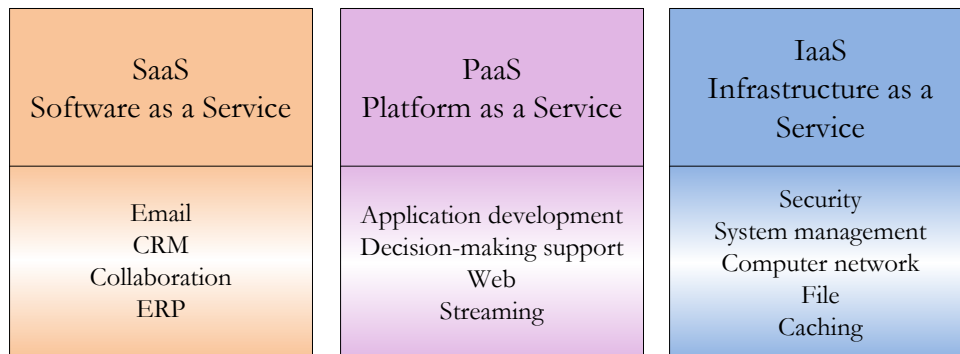 SaaS
Software as a Service
Email
CRM
Collaboration
ERP
PaaS
Platform as a Service
Application development
Decision-making support
Web
Streaming
IaaS
Infrastructure as a
Service
Security
System management
Computer network
File
Caching